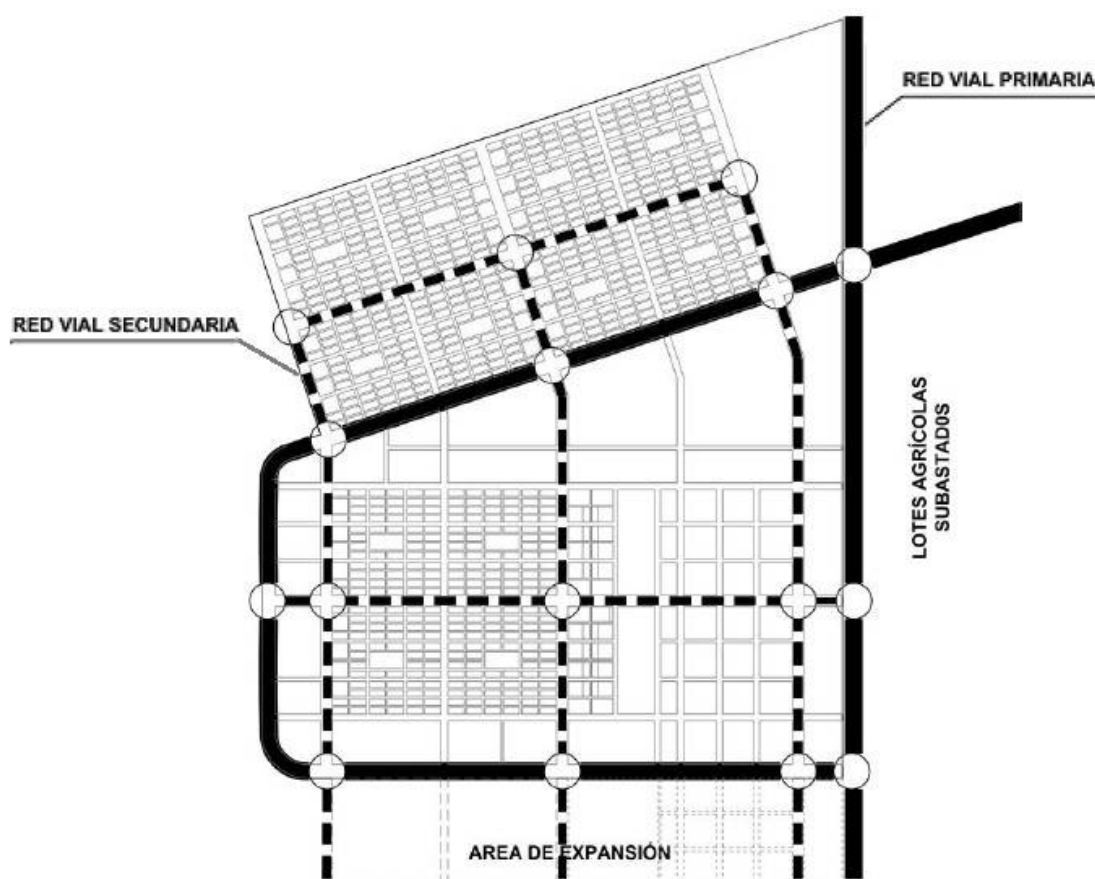 RED VIAL PRIMARIA
RED VIAL SECUNDARIA
LOTES AGRÍCOLAS
SUBASTADOS
AREA DE EXPANSIÓN